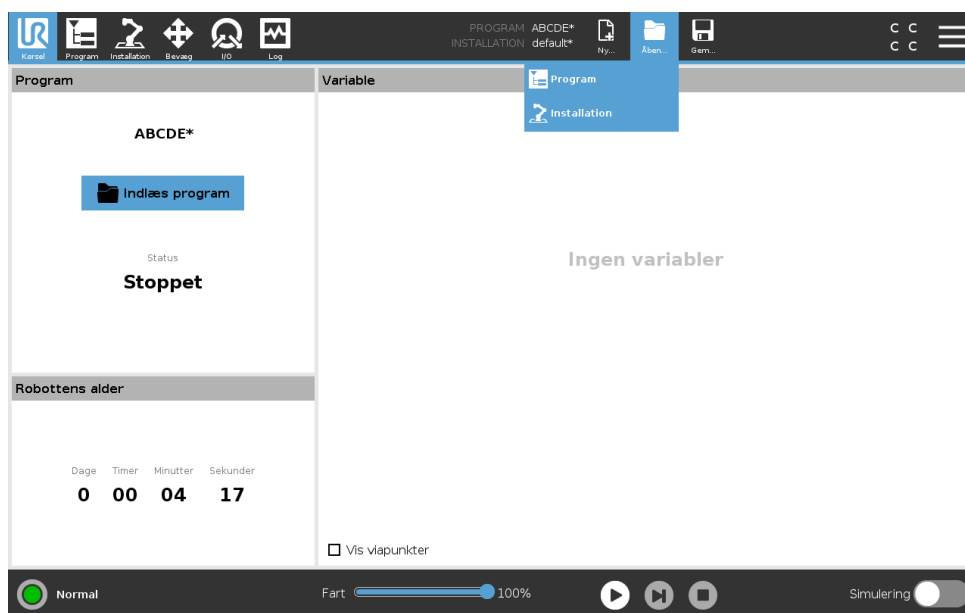 UR
Kørsel Program Installation Bevæg I/O Log
PROGRAM ABCDE*
INSTALLATION default*
Ny... Åben... Gem...
C C
C C
Program
Variable
Program
Installation
ABCDE*
Indlæs program
Status
Stoppet
Ingen variabler
Robottens alder
Dage Timer Minutter Sekunder
0 00 04 17
Vis viapunkter
Normal
Fart 100%
Simulering